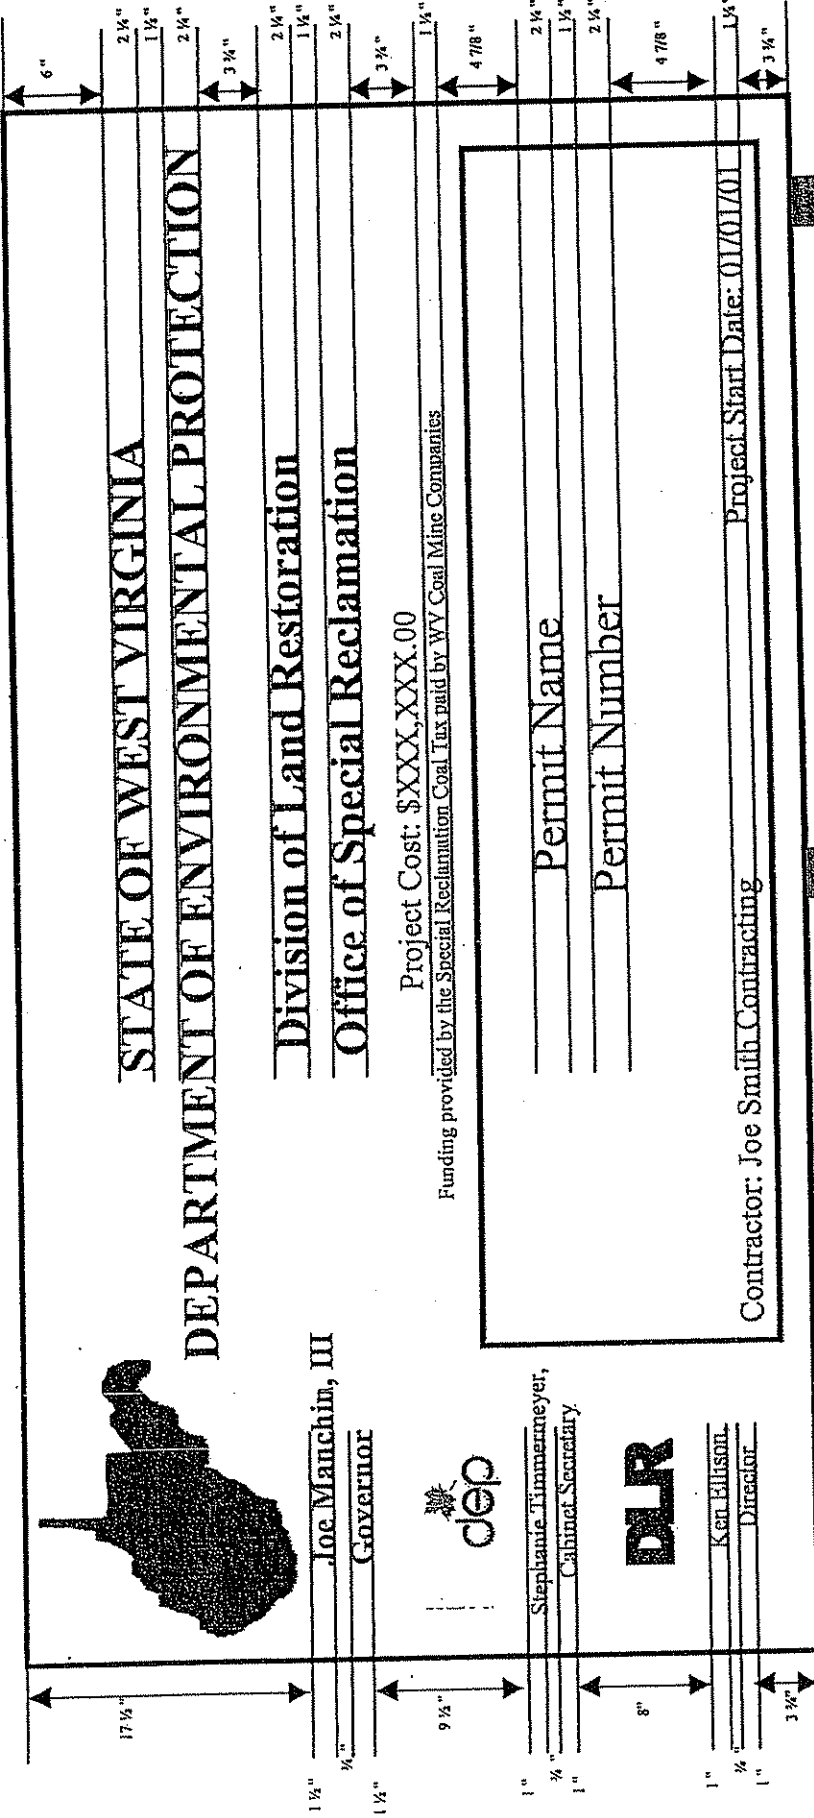 STATE OF WEST VIRGINIA
DEPARTMENT OF ENVIRONMENTAL PROTECTION
Division of Land Restoration
Office of Special Reclamation
Project Cost: $XXX,XXX.00
Funding provided by the Special Reclamation Coal Tax paid by WV Coal Mine Companies
Permit Name
Permit Number
Contractor: Joe Smith Contracting
Project Start Date: 01/01/01
Joe Manchin, III
Governor
dep
Stephanie Timmermeyer,
Cabinet Secretary
DLR
Ken Ellison,
Director
17 ½"
1 ½"
¾"
1 ½"
9 ½"
1"
¾"
1"
8"
1"
¾"
1"
3 ¾"
6"
2 ¼"
1 ½"
2 ¼"
3 ¾"
2 ¼"
1 ½"
2 ¼"
3 ¾"
1 ½"
4 7/8"
2 ¼"
1 ½"
2 ¼"
4 7/8"
1 ½"
3 ¾"